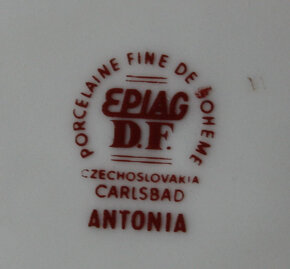 PORCELAINE FINE DE BOHEME
EPIAG
D.F.
CZECHOSLOVAKIA
CARLSBAD
ANTONIA